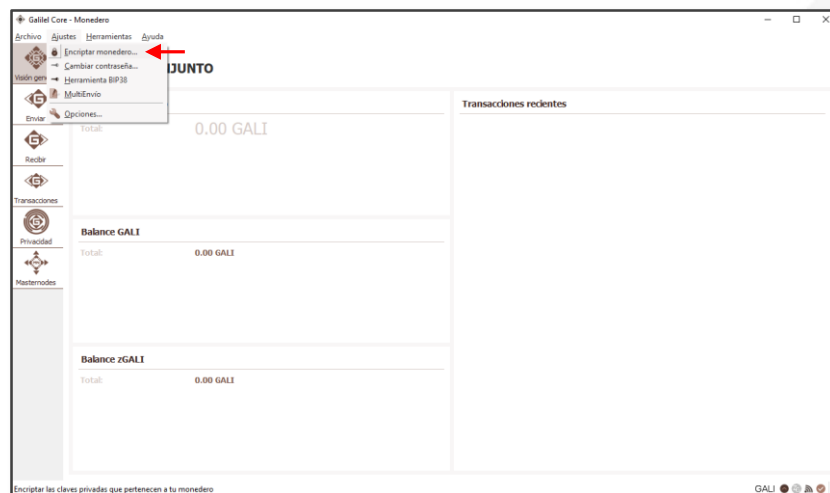 Galilel Core - Monedero
Archivo Ajustes Herramientas Ayuda
Encriptar monedero...
Cambiar contraseña...
Herramienta BIP38
MultiEnvío
Opciones...
Visión gen
JUNTO
Enviar
Recibir
Transacciones
Privacidad
Masternodes
Total: 0.00 GALI
Balance GALI
Total: 0.00 GALI
Balance zGALI
Total: 0.00 GALI
Transacciones recientes
Encriptar las claves privadas que pertenecen a tu monedero
GALI